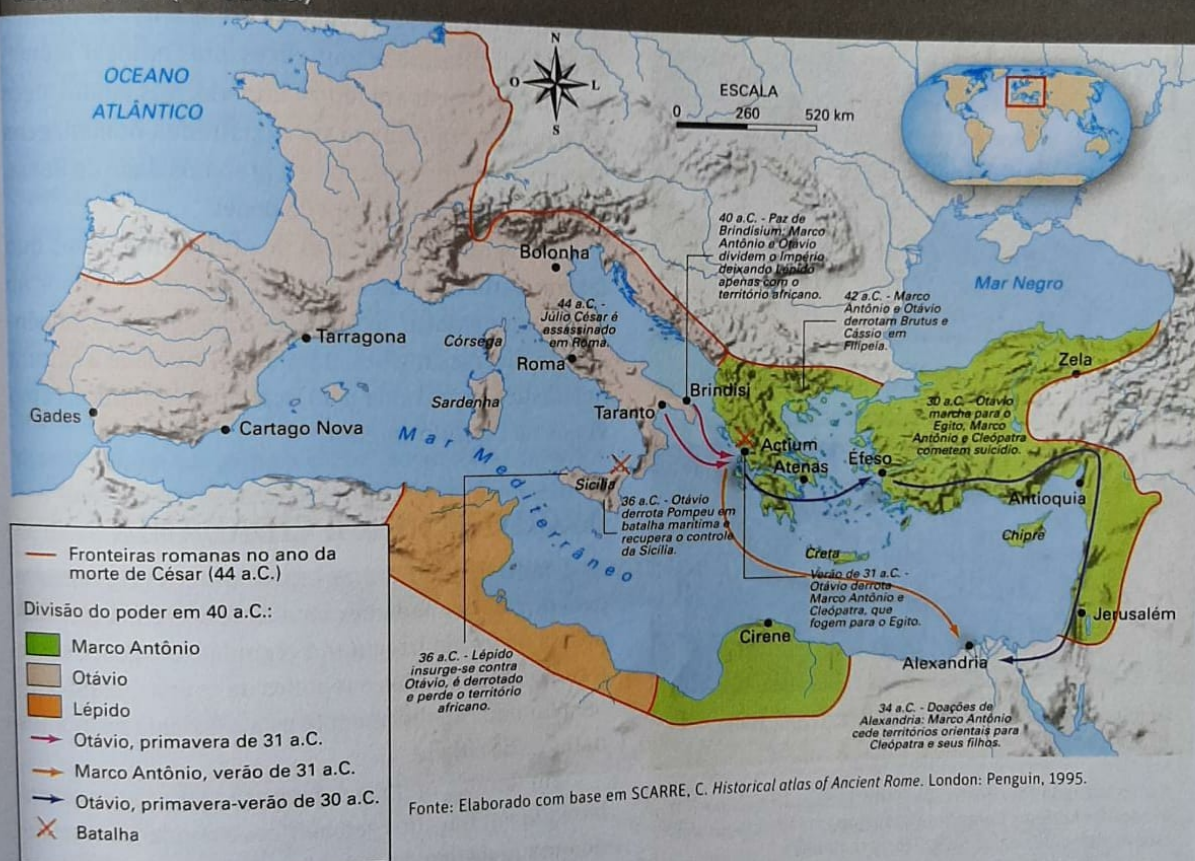 OCEANO
ATLÂNTICO
N
O
L
S
ESCALA
0 260 520 km
40 a.C. - Paz de
Brindisium: Marco
Antônio e Otávio
dividem o Império
deixando Lépido
apenas com o
território africano.
Mar Negro
42 a.C. - Marco
Antônio e Otávio
derrotam Brutus e
Cássio em
Filipeia.
Bolonha
44 a.C. -
Júlio César é
assassinado
em Roma.
Tarragona
Córsega
Roma
Zela
Brindisi
Sardenha
Taranto
30 a.C. - Otávio
marcha para o
Egito, Marco
Antônio e Cleópatra
cometem suicídio.
Gades
Cartago Nova
Mar Mediterrâneo
Actium
Atenas
Éfeso
Sicília
Antioquia
36 a.C. - Otávio
derrota Pompeu em
batalha marítima e
recupera o controle
da Sicília.
Chipre
Creta
Verão de 31 a.C. -
Otávio derrota
Marco Antônio e
Cleópatra, que
fogem para o Egito.
Jerusalém
Cirene
Alexandria
36 a.C. - Lépido
insurge-se contra
Otávio, é derrotado
e perde o território
africano.
34 a.C. - Doações de
Alexandria: Marco Antônio
cede territórios orientais para
Cleópatra e seus filhos.
Fronteiras romanas no ano da
morte de César (44 a.C.)
Divisão do poder em 40 a.C.:
Marco Antônio
Otávio
Lépido
Otávio, primavera de 31 a.C.
Marco Antônio, verão de 31 a.C.
Otávio, primavera-verão de 30 a.C.
Batalha
Fonte: Elaborado com base em SCARRE, C. Historical atlas of Ancient Rome. London: Penguin, 1995.